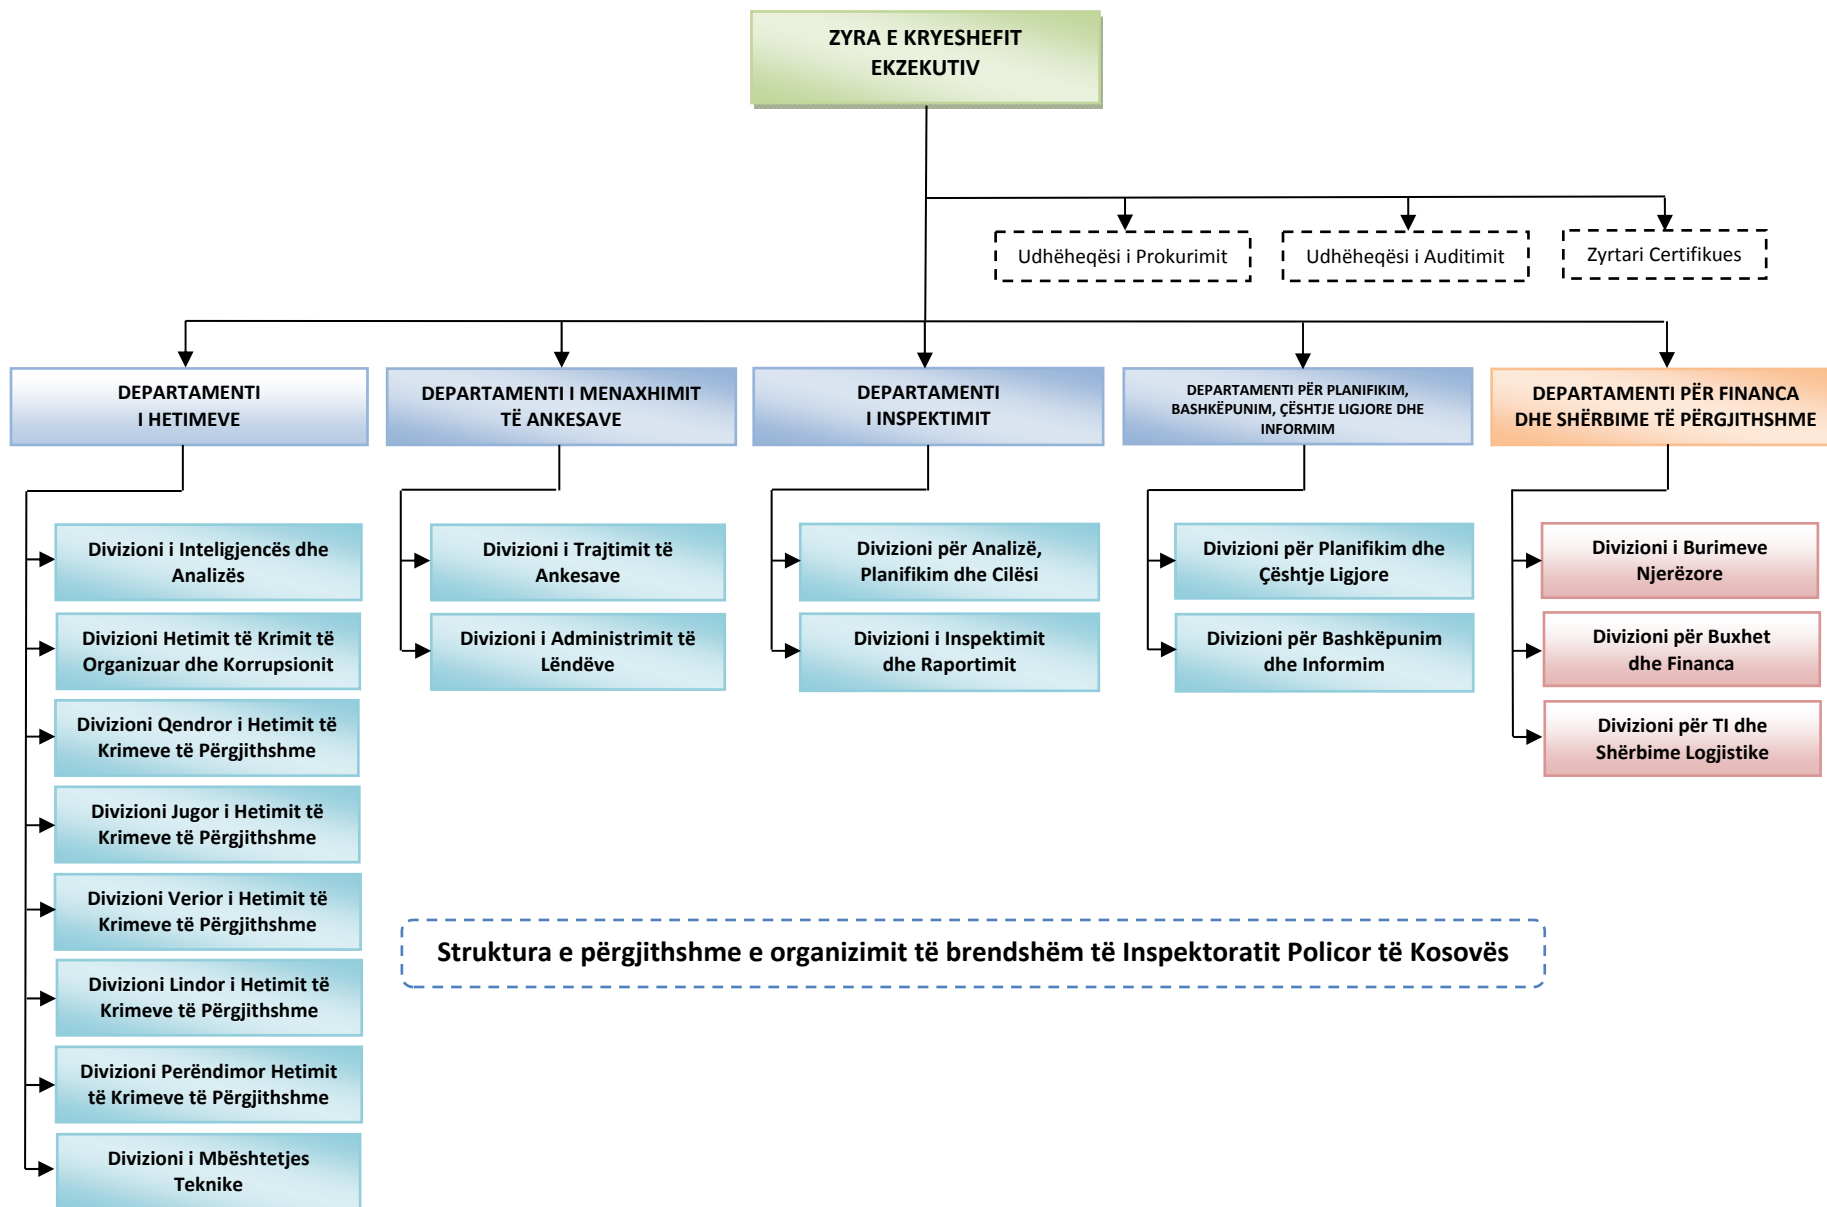 ZYRA E KRYESHEFIT
EKZEKUTIV
Udhëheqësi i Prokurimit
Udhëheqësi i Auditimit
Zyrtari Certifikues
DEPARTAMENTI
I HETIMEVE
DEPARTAMENTI I MENAXHIMIT
TË ANKESAVE
DEPARTAMENTI
I INSPEKTIMIT
DEPARTAMENTI PËR PLANIFIKIM,
BASHKËPUNIM, ÇËSHTJE LIGJORE DHE
INFORMIM
DEPARTAMENTI PËR FINANCA
DHE SHËRBIME TË PËRGJITHSHME
Divizioni i Inteligjencës dhe
Analizës
Divizioni Hetimit të Krimit të
Organizuar dhe Korrupsionit
Divizioni Qendror i Hetimit të
Krimeve të Përgjithshme
Divizioni Jugor i Hetimit të
Krimeve të Përgjithshme
Divizioni Verior i Hetimit të
Krimeve të Përgjithshme
Divizioni Lindor i Hetimit të
Krimeve të Përgjithshme
Divizioni Perëndimor Hetimit
të Krimeve të Përgjithshme
Divizioni i Mbështetjes
Teknike
Divizioni i Trajtimit të
Ankesave
Divizioni i Administrimit të
Lëndëve
Divizioni për Analizë,
Planifikim dhe Cilësi
Divizioni i Inspektimit
dhe Raportimit
Divizioni për Planifikim dhe
Çështje Ligjore
Divizioni për Bashkëpunim
dhe Informim
Divizioni i Burimeve
Njerëzore
Divizioni për Buxhet
dhe Financa
Divizioni për TI dhe
Shërbime Logjistike
Struktura e përgjithshme e organizimit të brendshëm të Inspektoratit Policor të Kosovës